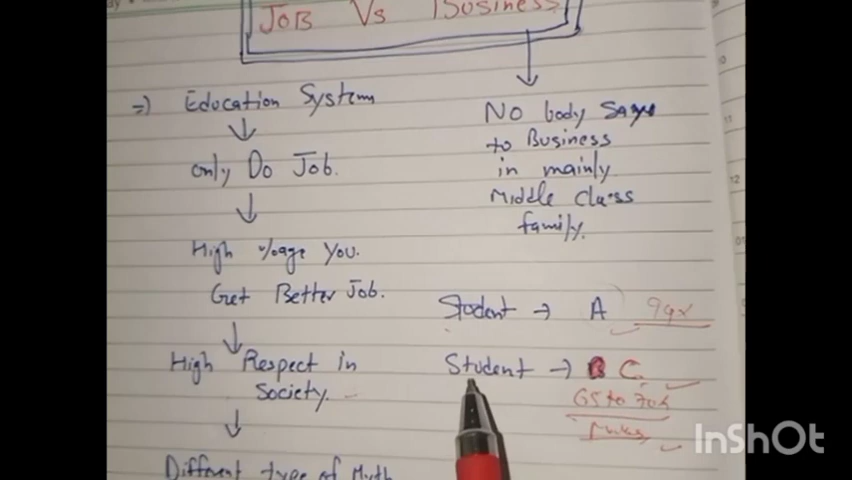 JOB Vs Business
=) Education System
only Do Job.
High %age You.
Get Better Job.
High Respect in
Society.
Different type of Myth
No body says
to Business
in mainly
Middle class
family.
Student → A 94%
Student → B C.
65 to 70%
Marks
InShOt